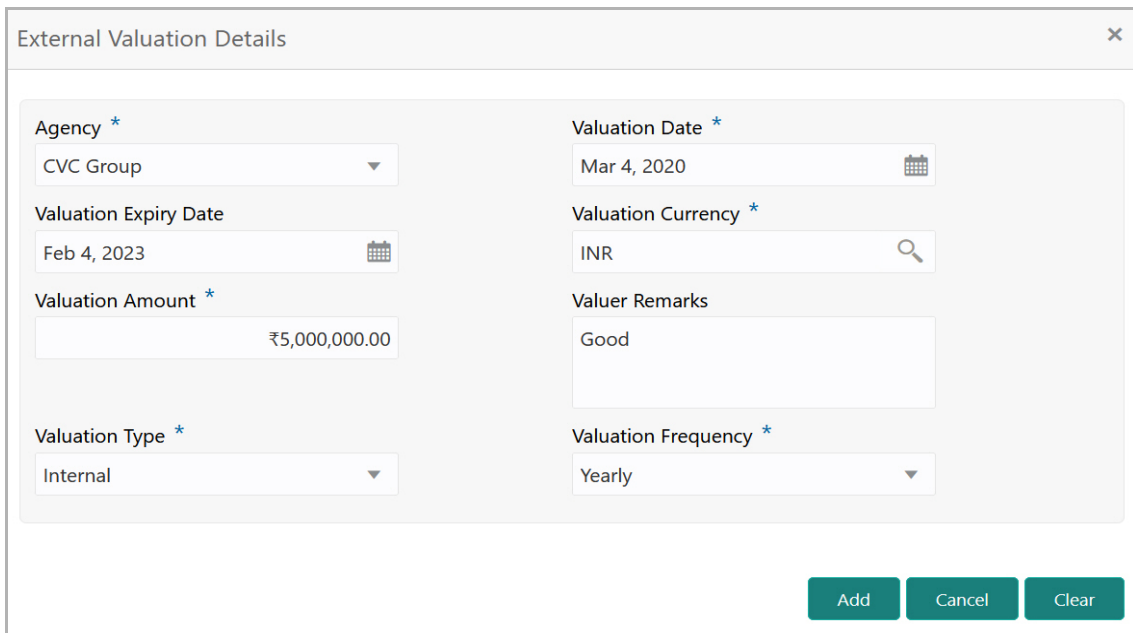 External Valuation Details ×
Agency * Valuation Date *
CVC Group Mar 4, 2020
Valuation Expiry Date Valuation Currency *
Feb 4, 2023 INR
Valuation Amount * Valuer Remarks
₹5,000,000.00 Good
Valuation Type * Valuation Frequency *
Internal Yearly
Add Cancel Clear